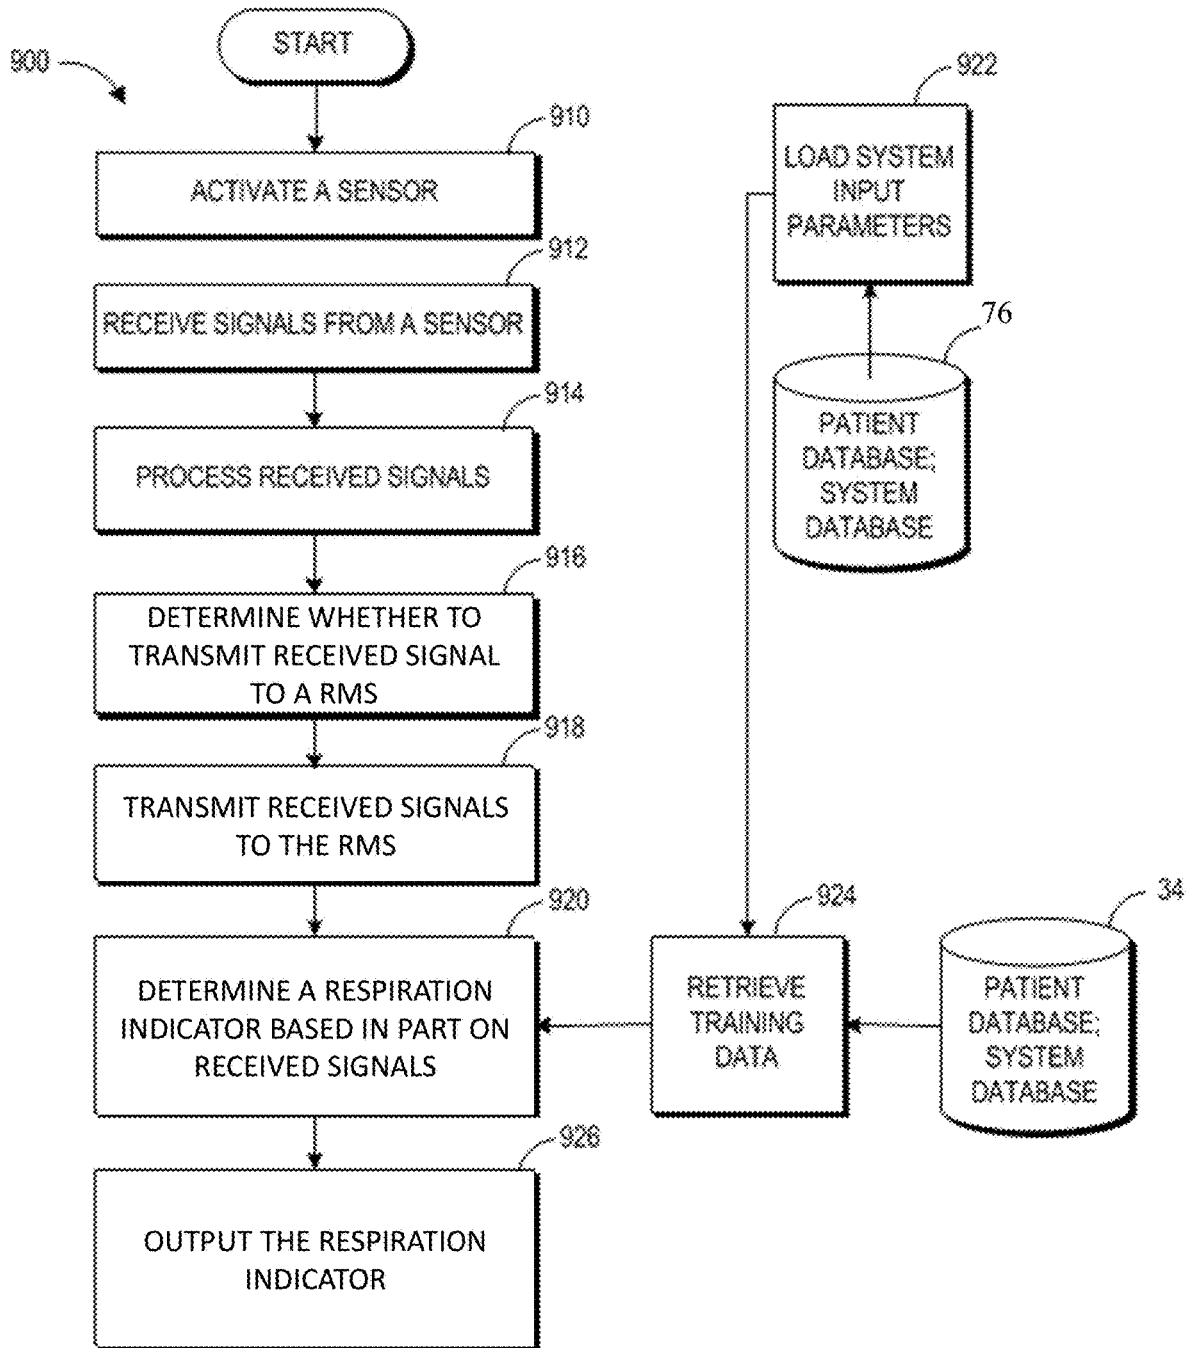 START
900
910
ACTIVATE A SENSOR
912
RECEIVE SIGNALS FROM A SENSOR
914
PROCESS RECEIVED SIGNALS
916
DETERMINE WHETHER TO
TRANSMIT RECEIVED SIGNAL
TO A RMS
918
TRANSMIT RECEIVED SIGNALS
TO THE RMS
920
DETERMINE A RESPIRATION
INDICATOR BASED IN PART ON
RECEIVED SIGNALS
926
OUTPUT THE RESPIRATION
INDICATOR
922
LOAD SYSTEM
INPUT
PARAMETERS
76
PATIENT
DATABASE;
SYSTEM
DATABASE
924
RETRIEVE
TRAINING
DATA
34
PATIENT
DATABASE;
SYSTEM
DATABASE